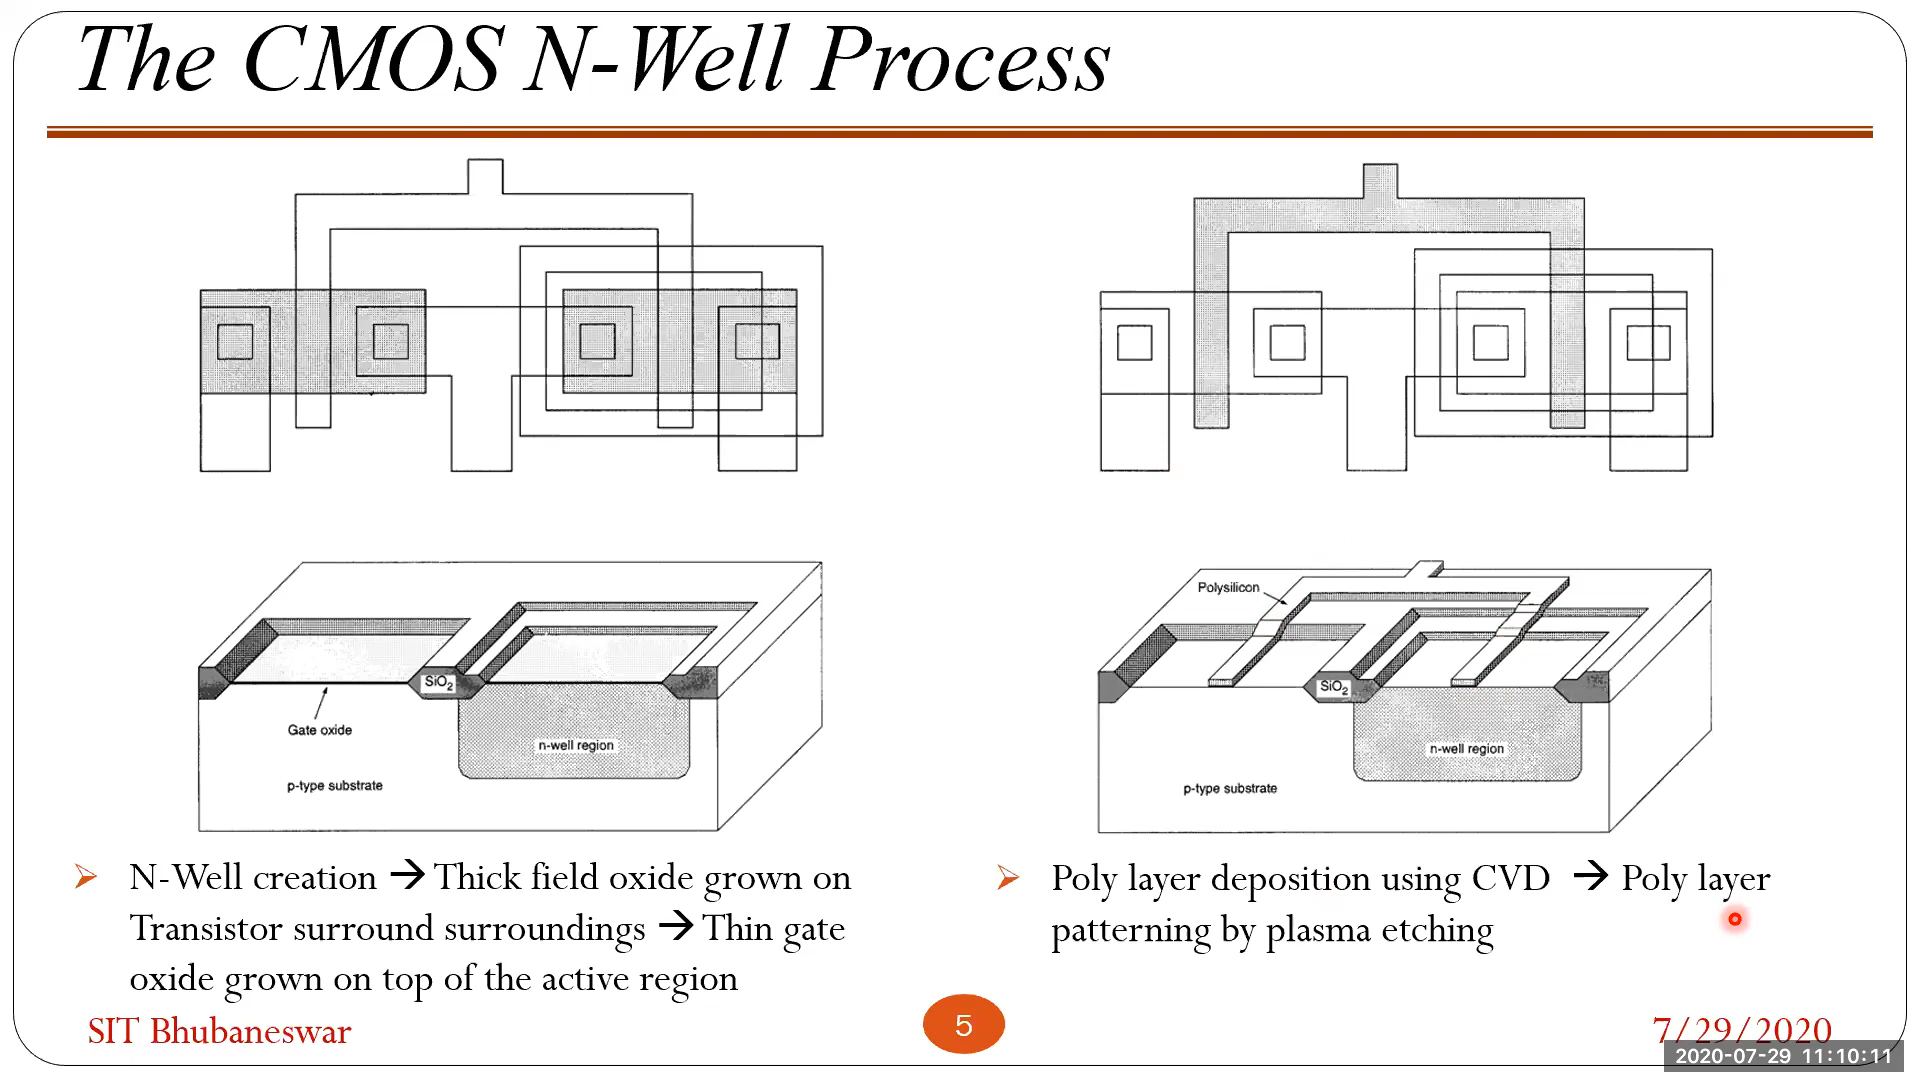 The CMOS N-Well Process
SiO2
Gate oxide
n-well region
p-type substrate
Polysilicon
SiO2
n-well region
p-type substrate
➢ N-Well creation → Thick field oxide grown on
Transistor surround surroundings → Thin gate
oxide grown on top of the active region
➢ Poly layer deposition using CVD → Poly layer
patterning by plasma etching
SIT Bhubaneswar
5
7/29/2020
2020-07-29 11:10:11